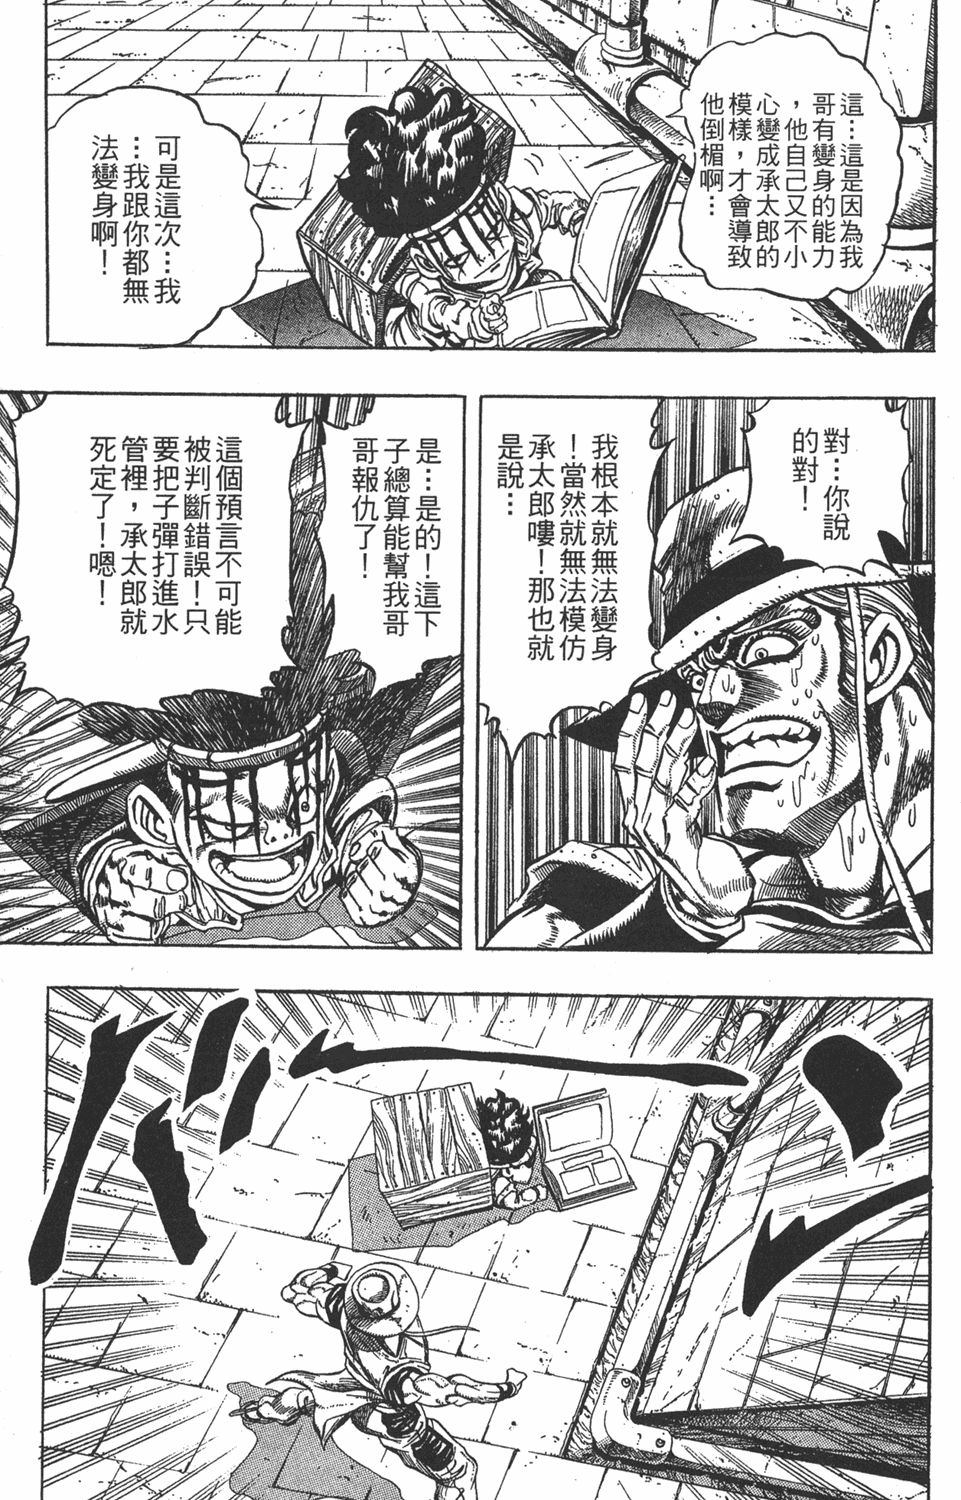 這…這是因為我
哥有變身的能力
，他自己又不小
心變成承太郎的
模樣，才會導致
他倒楣啊…
可是這次…我
…我跟你都無
法變身啊！
對…你說
的對！
我根本就無法變身
！當然就無法模仿
承太郎嘍！那也就
是說…
是…是的！這下
子總算能幫我哥
哥報仇了！
這個預言不可能
被判斷錯誤！只
要把子彈打進水
管裡，承太郎就
死定了！嗯！
バーン